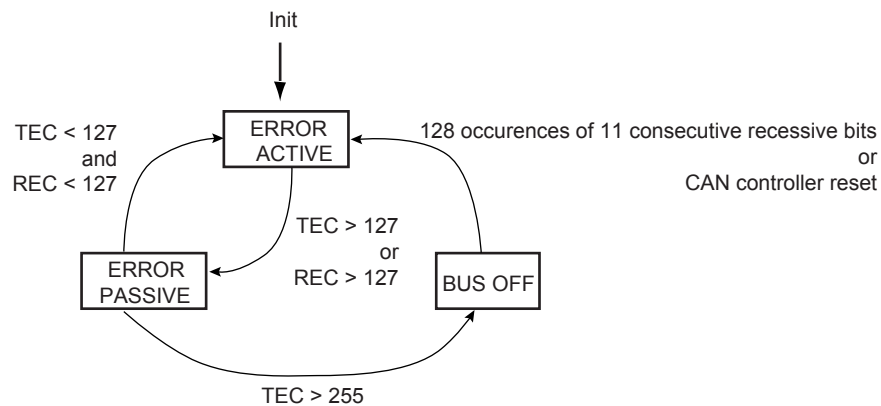 Init
TEC < 127
and
REC < 127
ERROR
ACTIVE
128 occurences of 11 consecutive recessive bits
or
CAN controller reset
TEC > 127
or
REC > 127
ERROR
PASSIVE
BUS OFF
TEC > 255